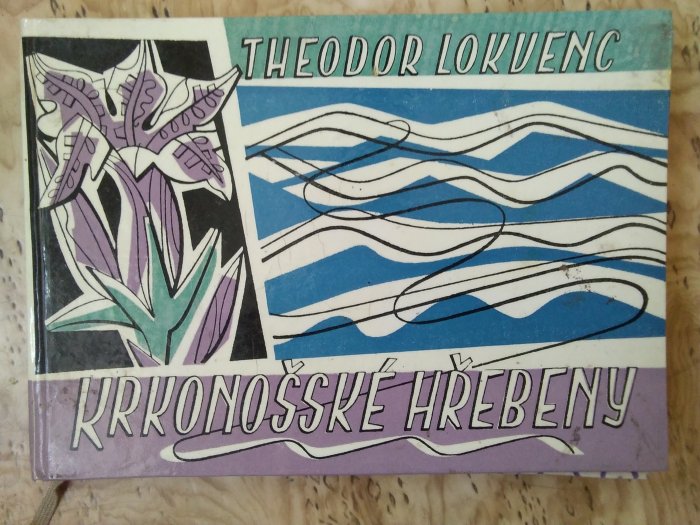 THEODOR LOKVENC
KRKONOŠSKÉ HŘEBENY